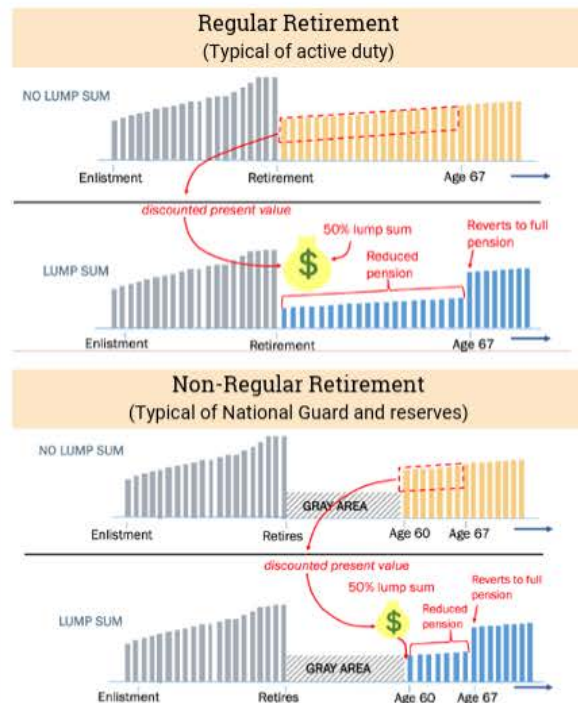 Regular Retirement
(Typical of active duty)
NO LUMP SUM
Enlistment
Retirement
Age 67
discounted present value
50% lump sum
Reverts to full
pension
Reduced
pension
$
LUMP SUM
Enlistment
Retirement
Age 67
Non-Regular Retirement
(Typical of National Guard and reserves)
NO LUMP SUM
GRAY AREA
Enlistment
Retires
Age 60
Age 67
discounted present value
50% lump sum
Reverts to full
pension
Reduced
pension
$
LUMP SUM
GRAY AREA
Enlistment
Retires
Age 60
Age 67